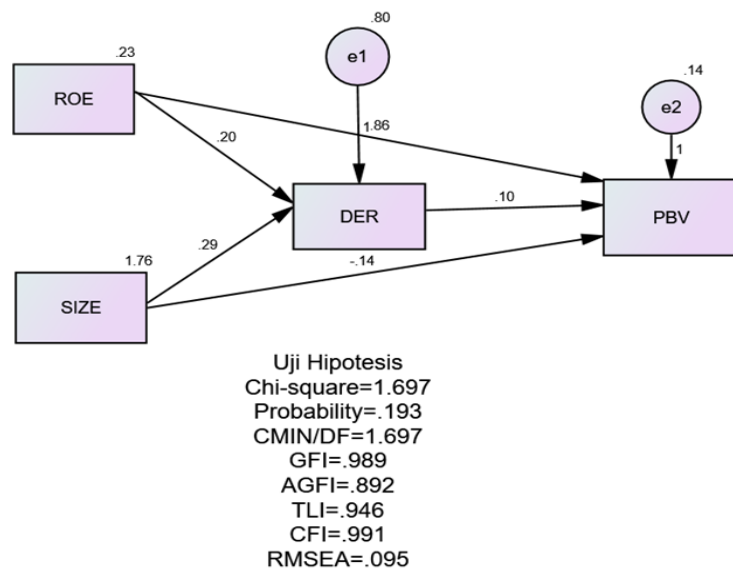 .80
e1
.23
ROE
.14
e2
1.86
1
.20
DER
.10
PBV
.29
-.14
1.76
SIZE
Uji Hipotesis
Chi-square=1.697
Probability=.193
CMIN/DF=1.697
GFI=.989
AGFI=.892
TLI=.946
CFI=.991
RMSEA=.095